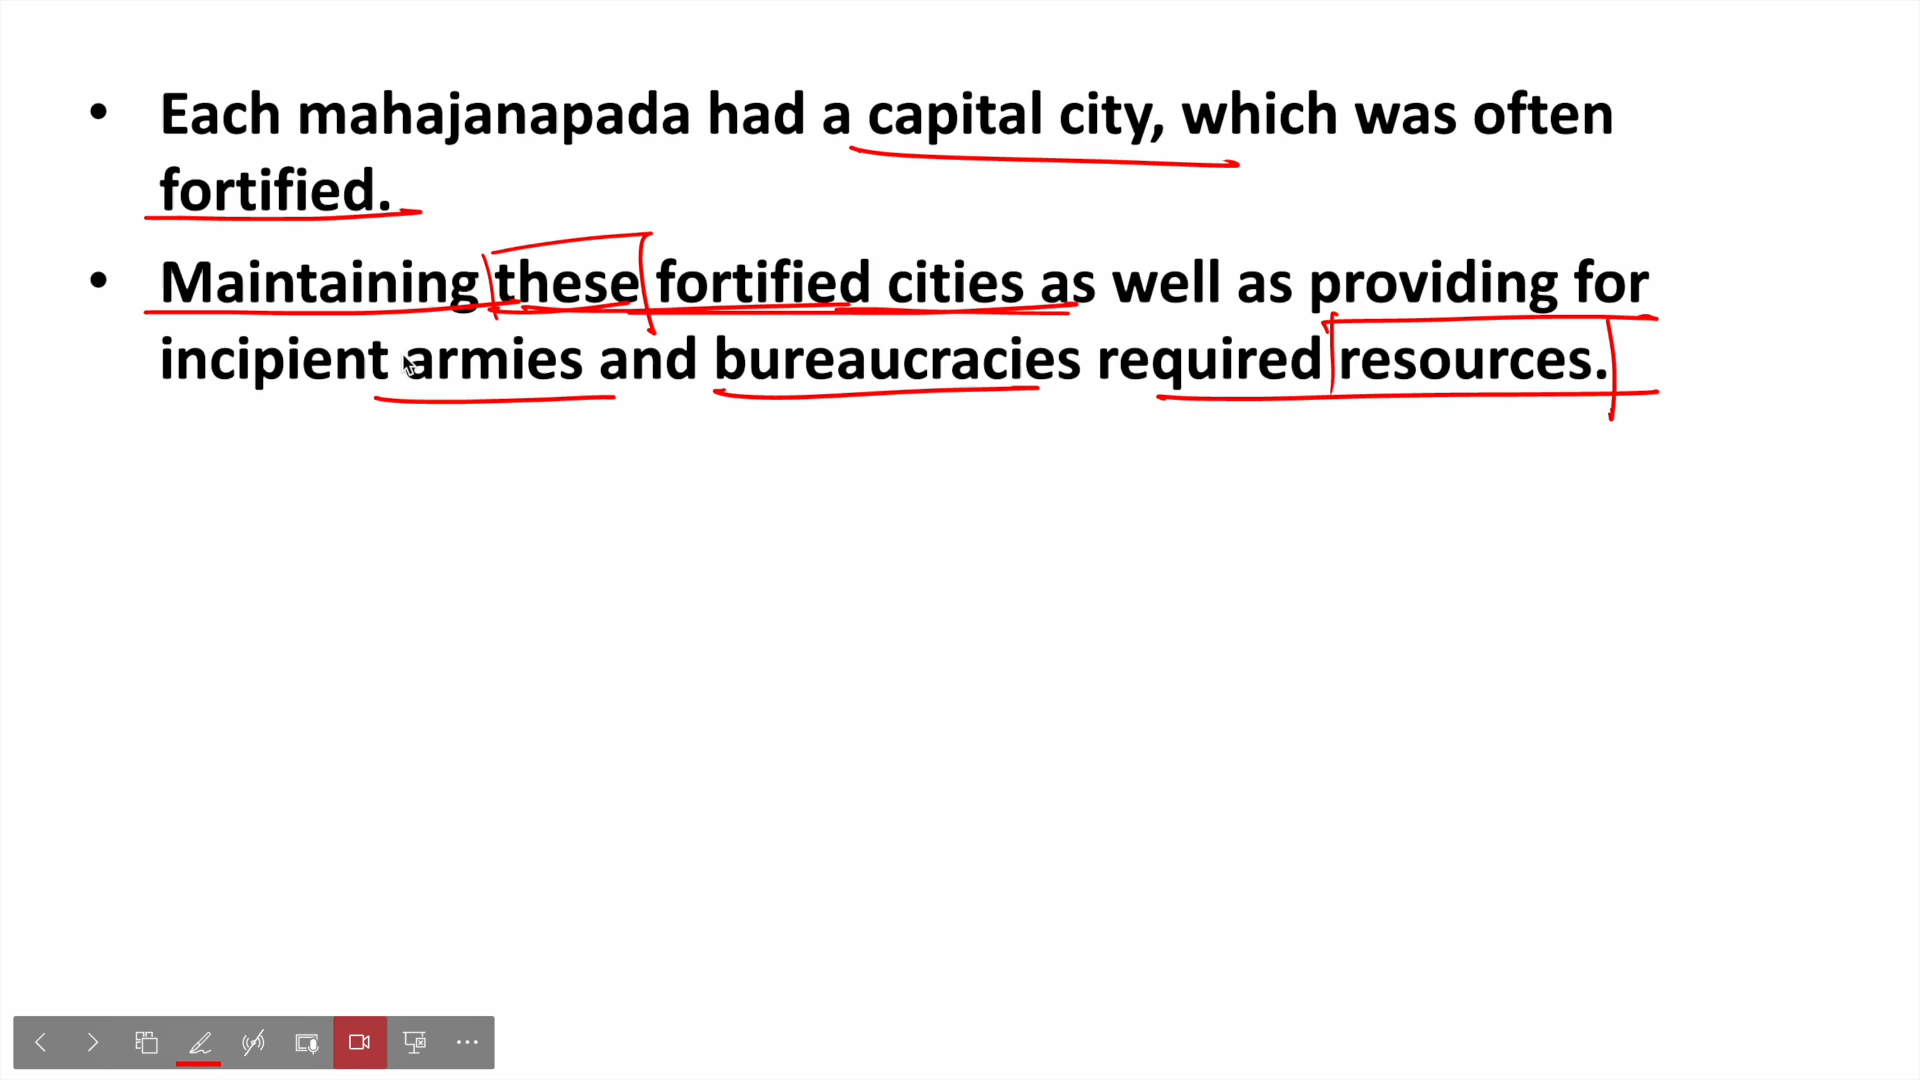 • Each mahajanapada had a capital city, which was often
fortified.
• Maintaining these fortified cities as well as providing for
incipient armies and bureaucracies required resources.